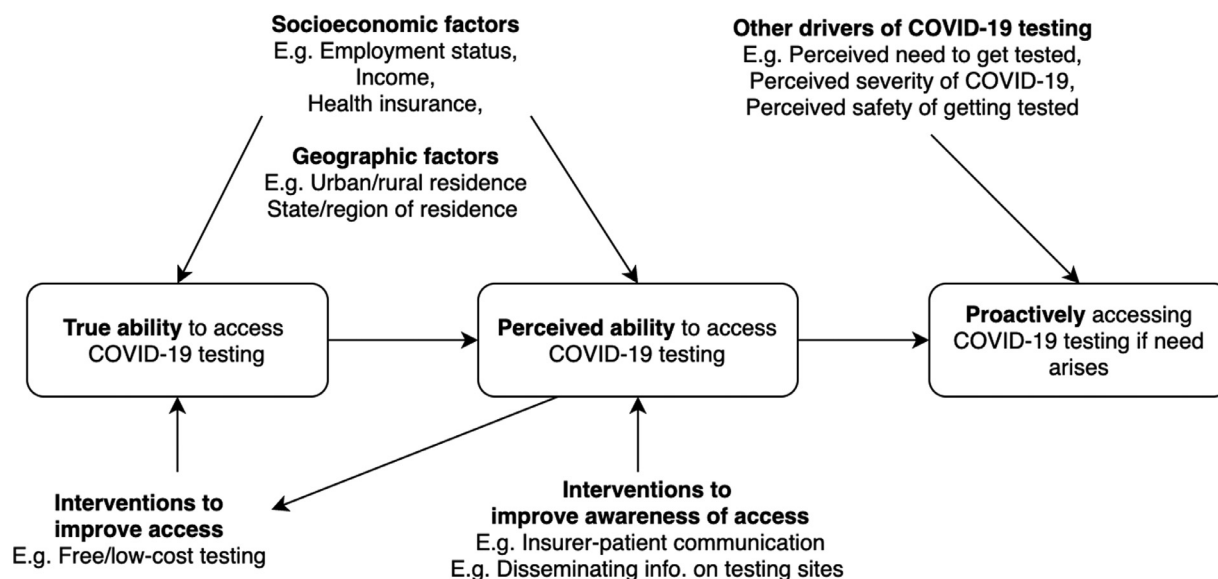 Socioeconomic factors
E.g. Employment status,
Income,
Health insurance,
Geographic factors
E.g. Urban/rural residence
State/region of residence
Other drivers of COVID-19 testing
E.g. Perceived need to get tested,
Perceived severity of COVID-19,
Perceived safety of getting tested
True ability to access
COVID-19 testing
Perceived ability to access
COVID-19 testing
Proactively accessing
COVID-19 testing if need
arises
Interventions to
improve access
E.g. Free/low-cost testing
Interventions to
improve awareness of access
E.g. Insurer-patient communication
E.g. Disseminating info. on testing sites